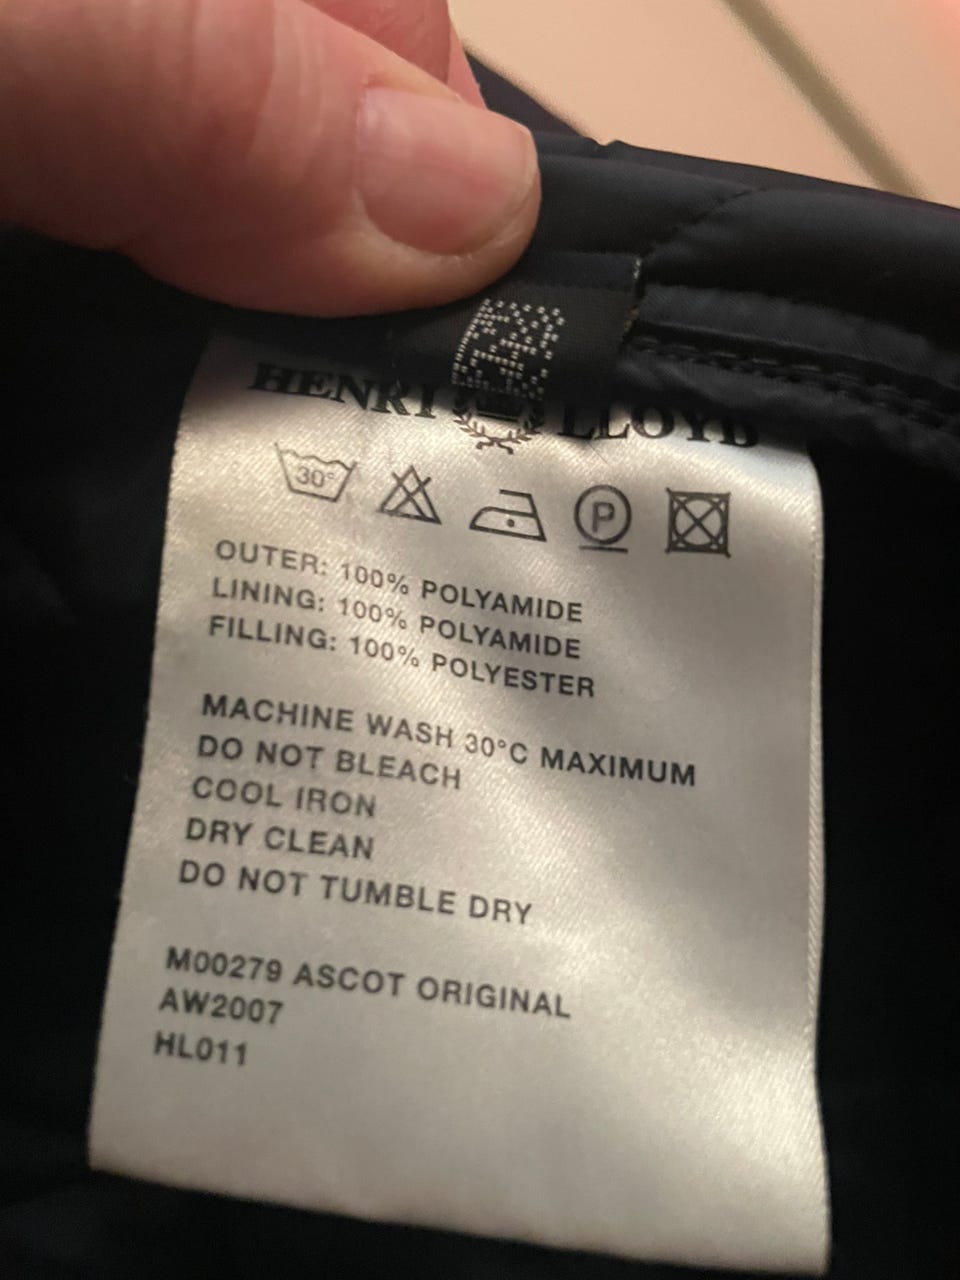 HENRI LLOYD
30°
P
OUTER: 100% POLYAMIDE
LINING: 100% POLYAMIDE
FILLING: 100% POLYESTER
MACHINE WASH 30°C MAXIMUM
DO NOT BLEACH
COOL IRON
DRY CLEAN
DO NOT TUMBLE DRY
M00279 ASCOT ORIGINAL
AW2007
HL011